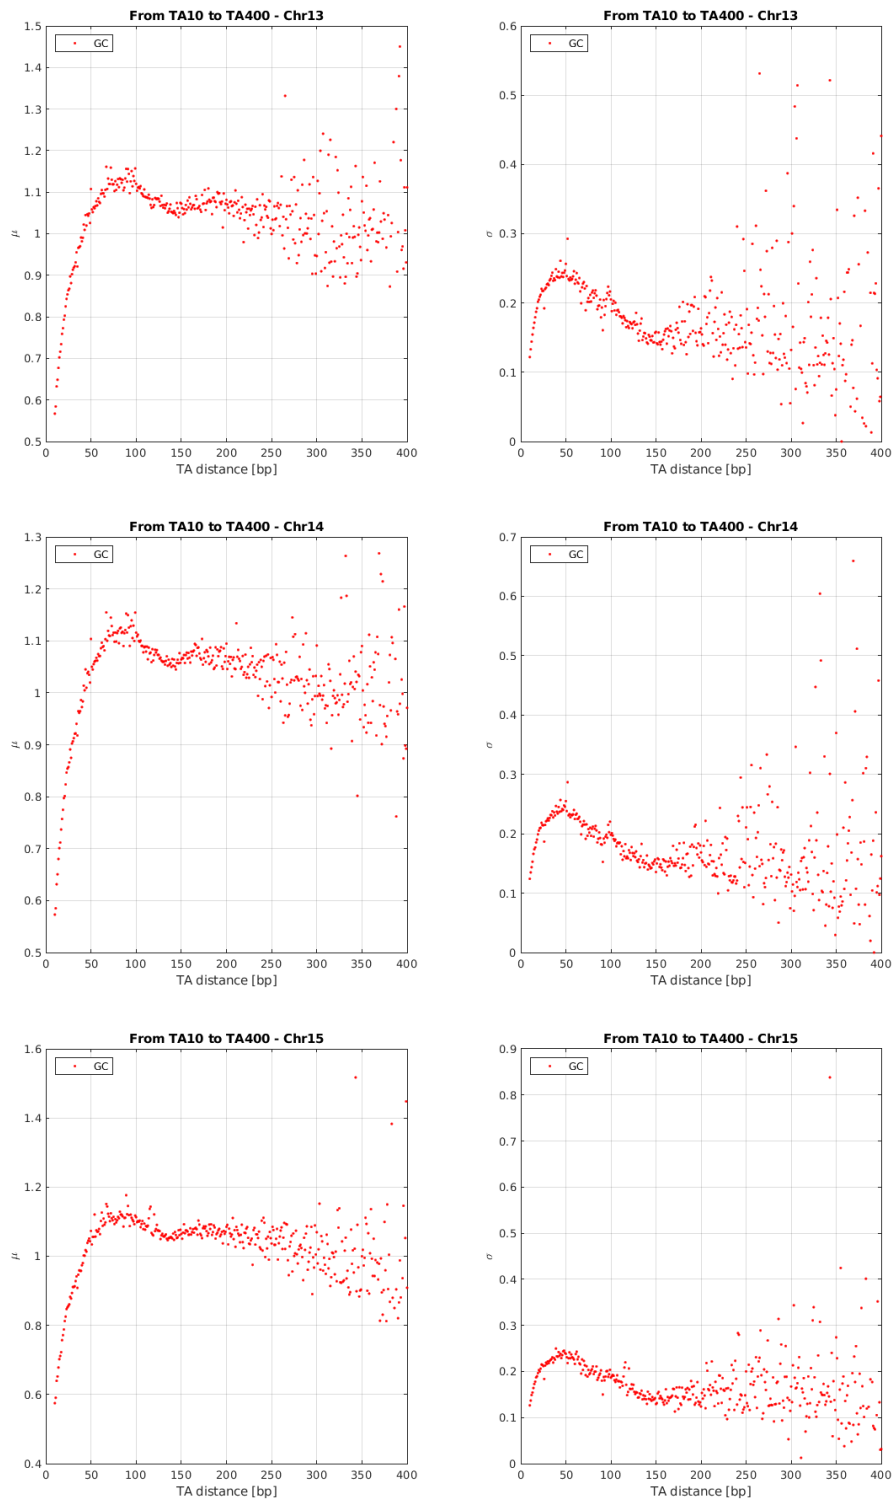 From TA10 to TA400 - Chr13
GC
μ
1.5
1.4
1.3
1.2
1.1
1
0.9
0.8
0.7
0.6
0.5
0 50 100 150 200 250 300 350 400
TA distance [bp]
From TA10 to TA400 - Chr13
GC
σ
0.6
0.5
0.4
0.3
0.2
0.1
0
0 50 100 150 200 250 300 350 400
TA distance [bp]
From TA10 to TA400 - Chr14
GC
μ
1.3
1.2
1.1
1
0.9
0.8
0.7
0.6
0.5
0 50 100 150 200 250 300 350 400
TA distance [bp]
From TA10 to TA400 - Chr14
GC
σ
0.7
0.6
0.5
0.4
0.3
0.2
0.1
0
0 50 100 150 200 250 300 350 400
TA distance [bp]
From TA10 to TA400 - Chr15
GC
μ
1.6
1.4
1.2
1
0.8
0.6
0.4
0 50 100 150 200 250 300 350 400
TA distance [bp]
From TA10 to TA400 - Chr15
GC
σ
0.9
0.8
0.7
0.6
0.5
0.4
0.3
0.2
0.1
0
0 50 100 150 200 250 300 350 400
TA distance [bp]